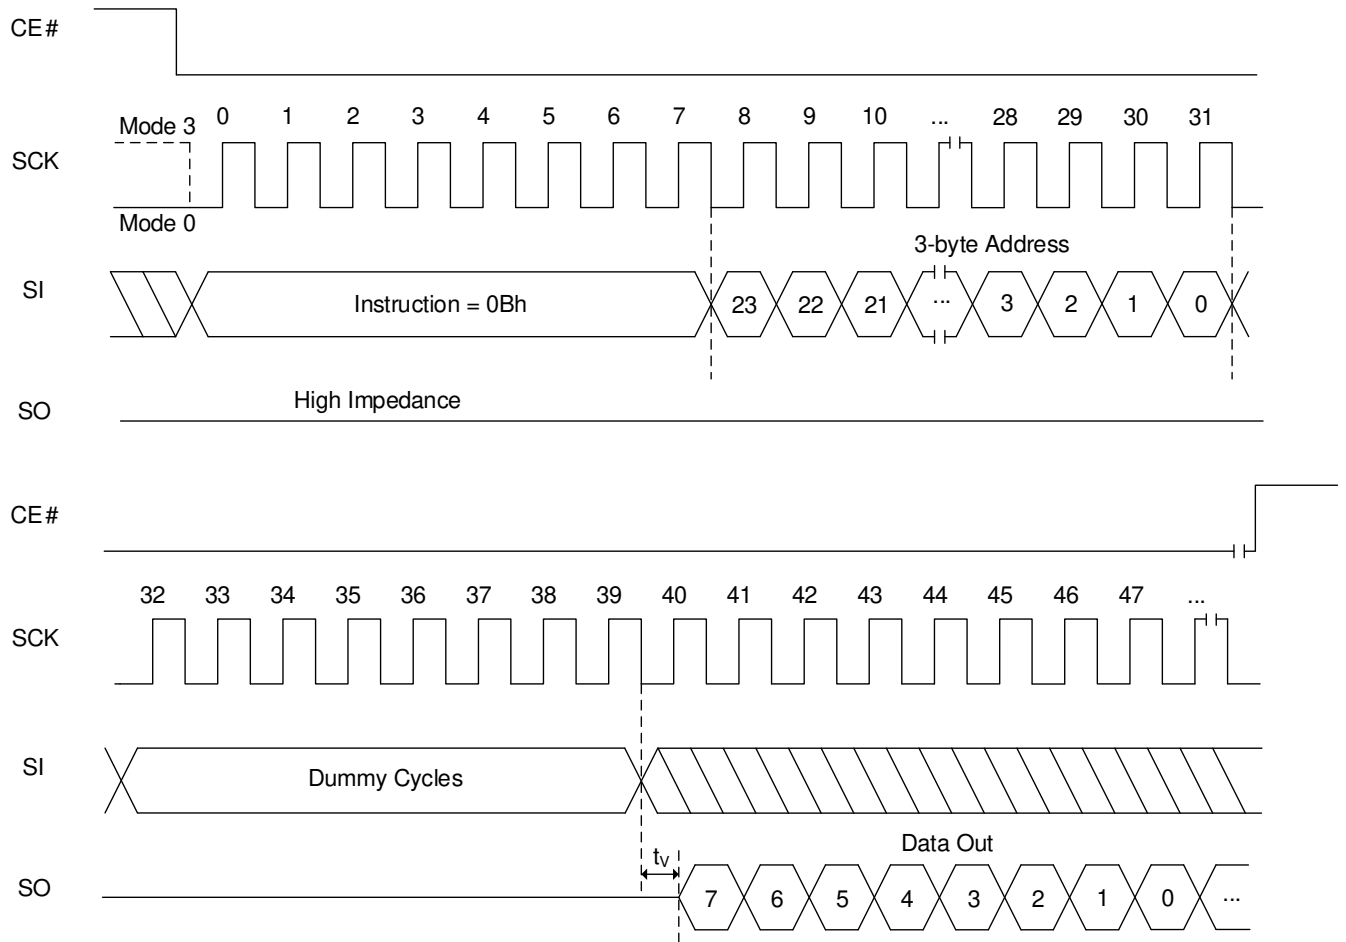 CE#
Mode 3
0 1 2 3 4 5 6 7 8 9 10 ... 28 29 30 31
SCK
Mode 0
3-byte Address
SI
Instruction = 0Bh
23 22 21 ... 3 2 1 0
SO
High Impedance
CE#
32 33 34 35 36 37 38 39 40 41 42 43 44 45 46 47 ...
SCK
SI
Dummy Cycles
Data Out
tV
SO
7 6 5 4 3 2 1 0 ...